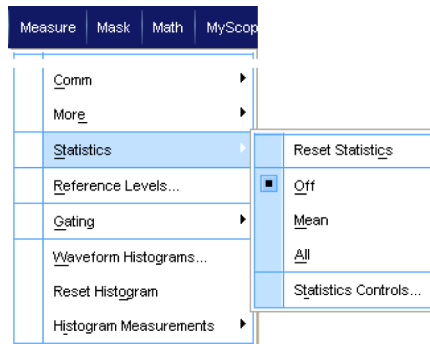 Measure Mask Math MyScop
Comm
More
Statistics
Reference Levels...
Gating
Waveform Histograms...
Reset Histogram
Histogram Measurements
Reset Statistics
Off
Mean
All
Statistics Controls...